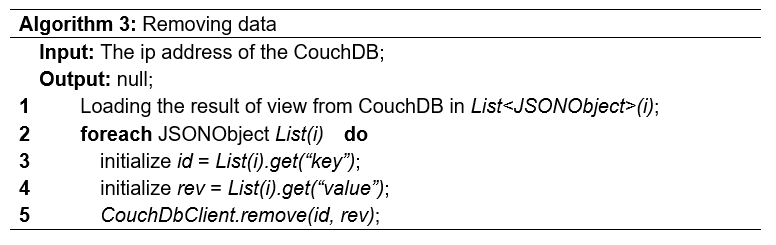 Algorithm 3: Removing data
Input: The ip address of the CouchDB;
Output: null;
1 Loading the result of view from CouchDB in List<JSONObject>(i);
2 foreach JSONObject List(i) do
3 initialize id = List(i).get(“key”);
4 initialize rev = List(i).get(“value”);
5 CouchDbClient.remove(id, rev);